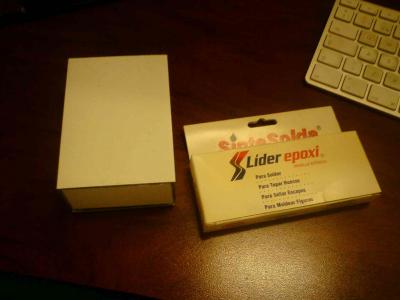 SinteSolda
Líder epoxi
Para Soldar
Para Tapar Huecos
Para Sellar Escapes
Para Moldear Figuras